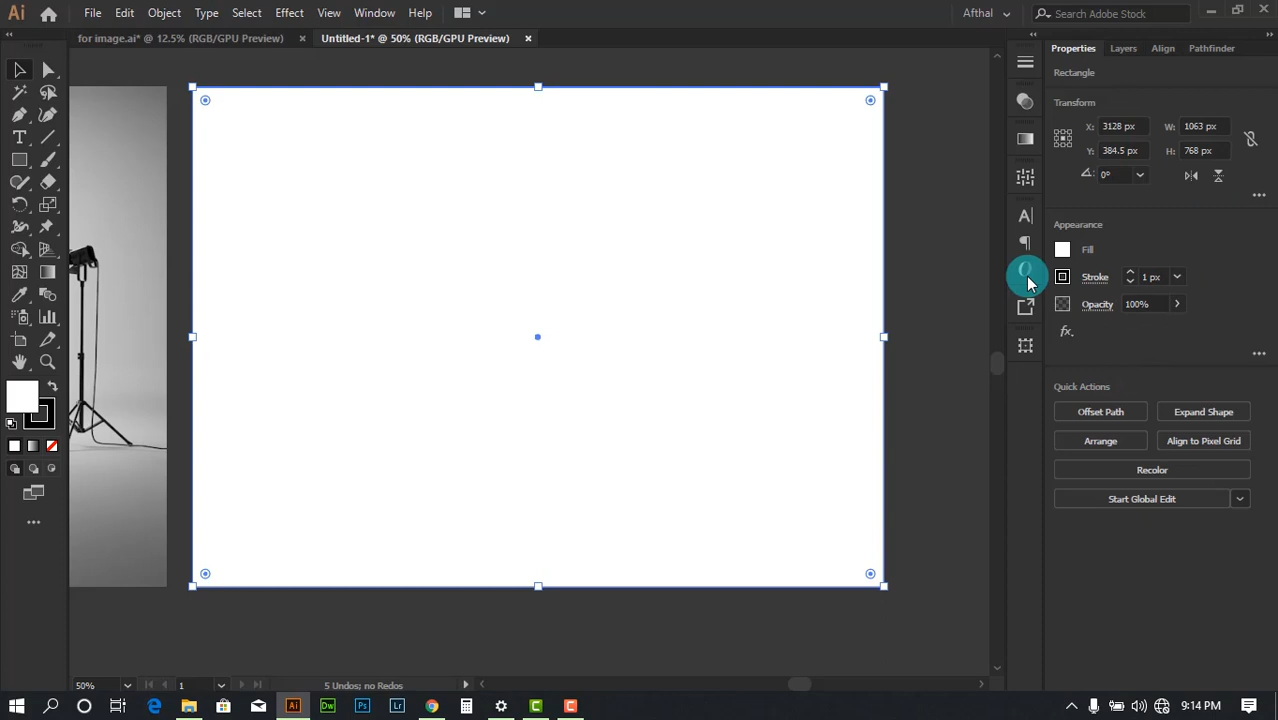 Ai File Edit Object Type Select Effect View Window Help Afthal Search Adobe Stock
for image.ai* @ 12.5% (RGB/GPU Preview) Untitled-1* @ 50% (RGB/GPU Preview)
Properties Layers Align Pathfinder
Rectangle
Transform
X: 3128 px W: 1063 px
Y: 384.5 px H: 768 px
0°
Appearance
Fill
Stroke 1 px
Opacity 100%
fx.
Quick Actions
Offset Path Expand Shape
Arrange Align to Pixel Grid
Recolor
Start Global Edit
50% 1 5 Undos; no Redos
Ai Dw Ps Lr 9:14 PM